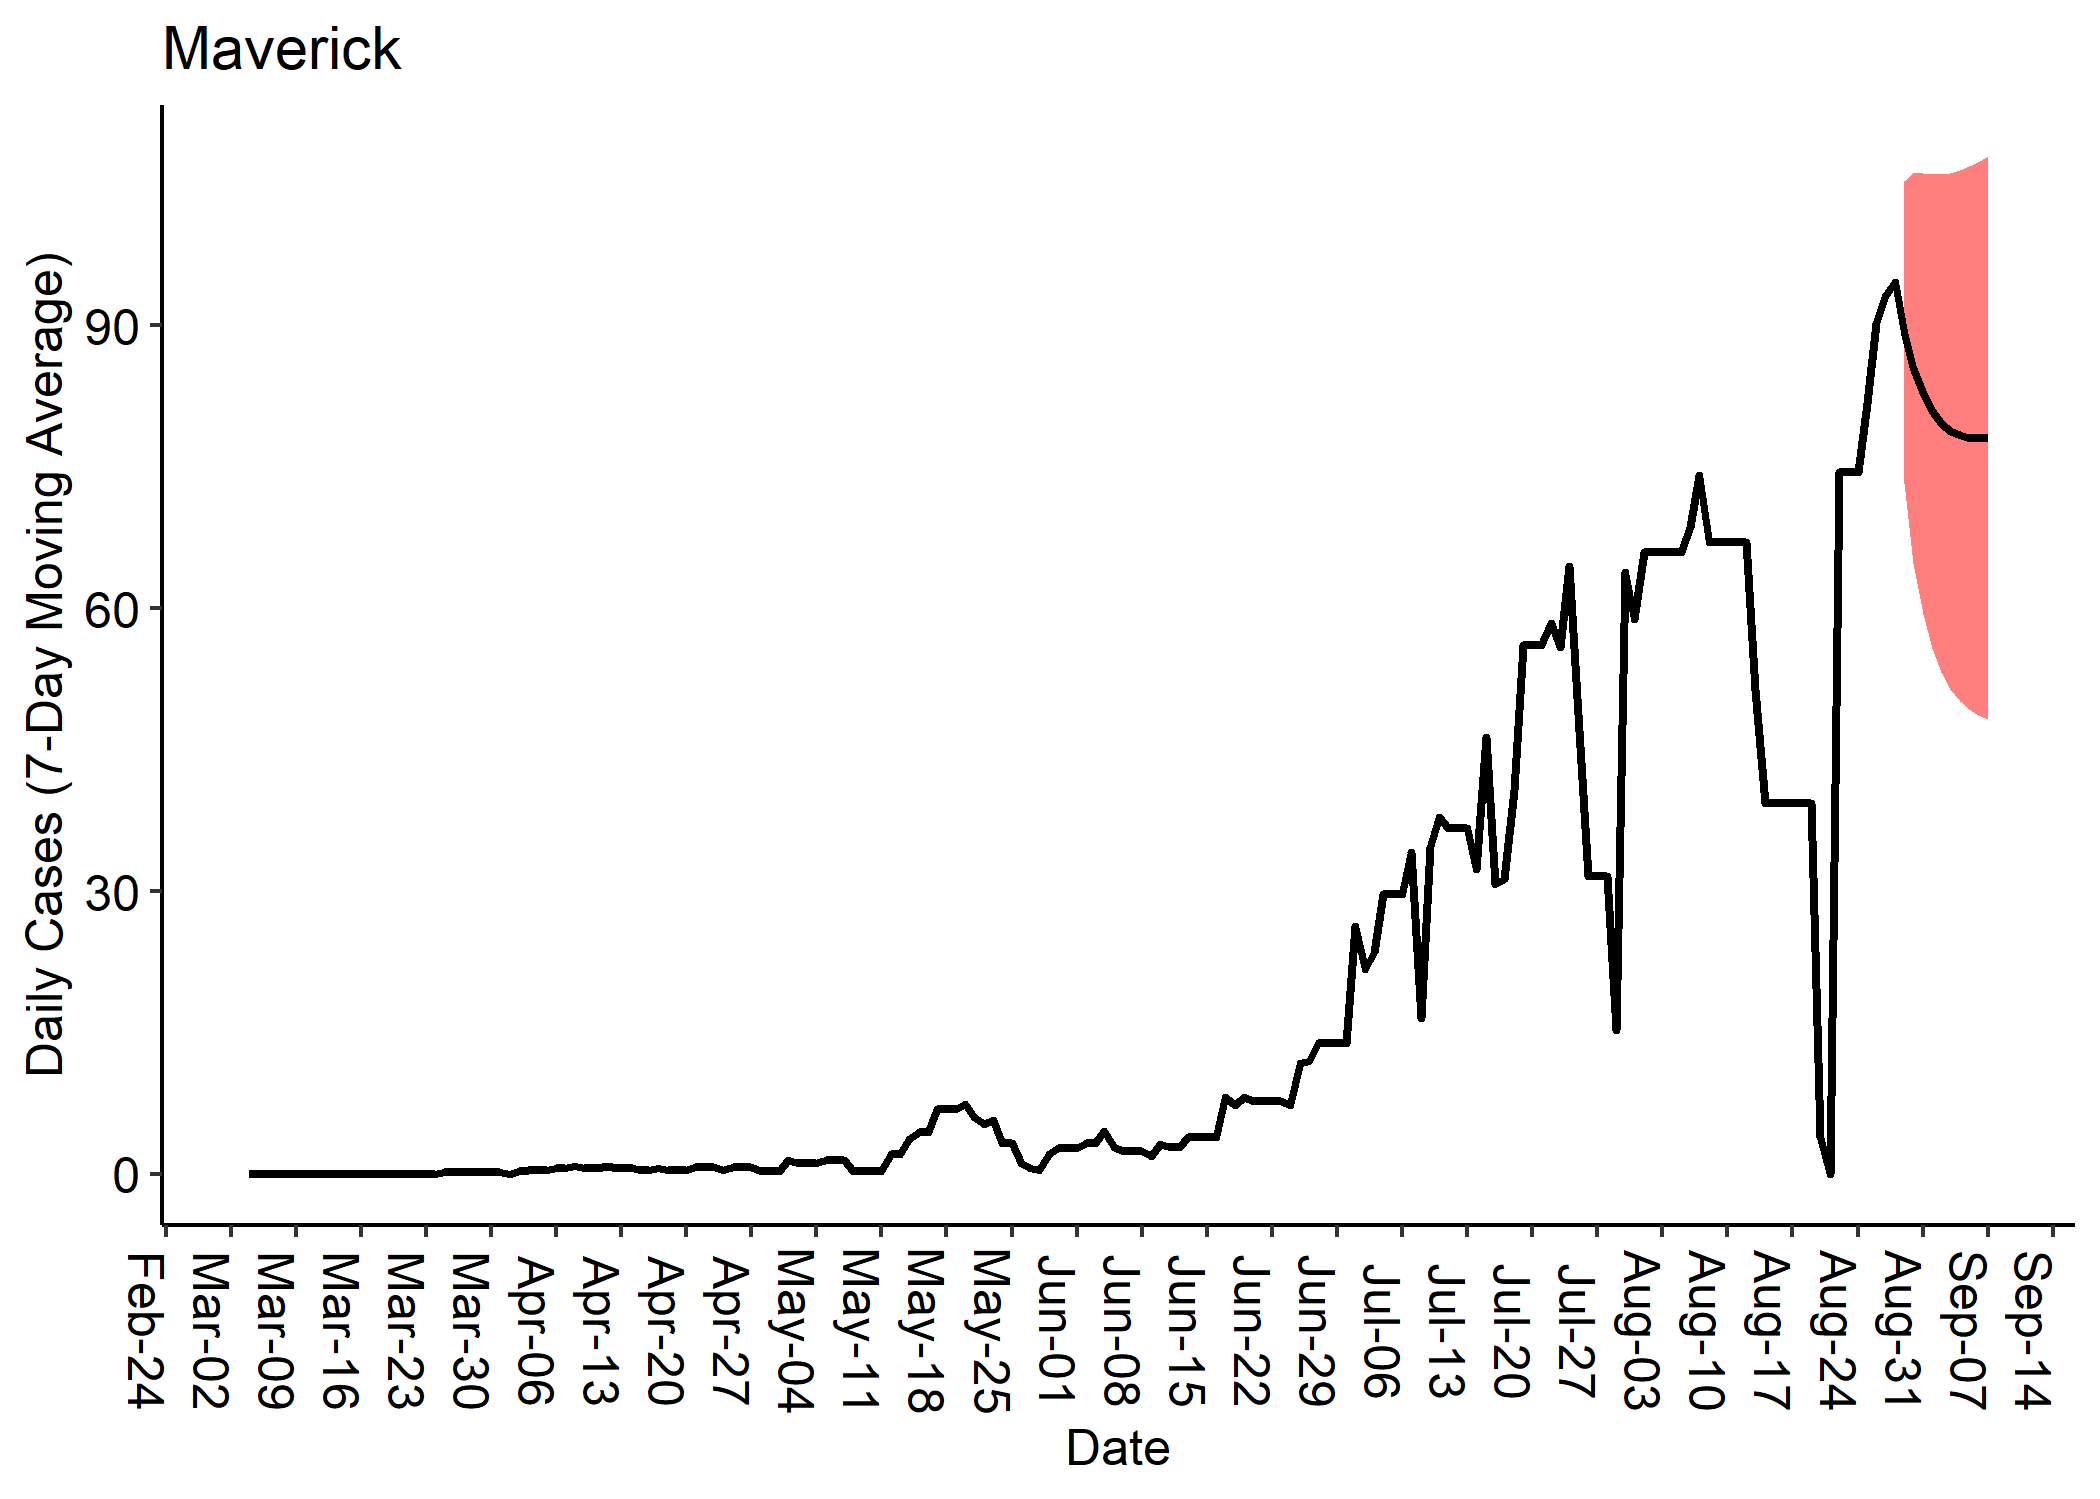 Maverick
Daily Cases (7-Day Moving Average)
90
60
30
0
Feb-24
Mar-02
Mar-09
Mar-16
Mar-23
Mar-30
Apr-06
Apr-13
Apr-20
Apr-27
May-04
May-11
May-18
May-25
Jun-01
Jun-08
Jun-15
Jun-22
Jun-29
Jul-06
Jul-13
Jul-20
Jul-27
Aug-03
Aug-10
Aug-17
Aug-24
Aug-31
Sep-07
Sep-14
Date